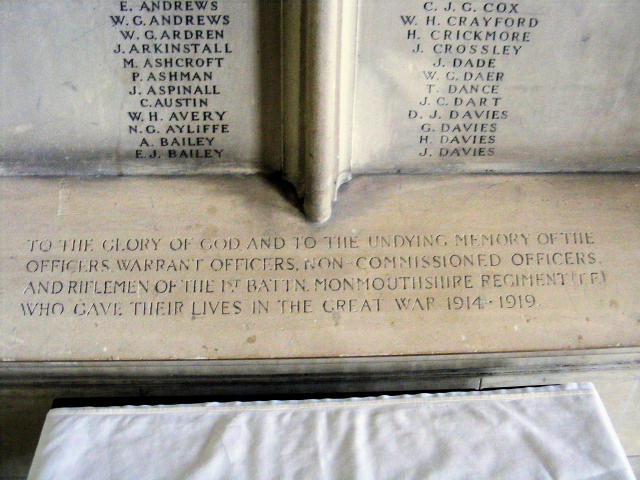 E. ANDREWS
W. G. ANDREWS
W. G. ARDREN
J. ARKINSTALL
M. ASHCROFT
P. ASHMAN
J. ASPINALL
C. AUSTIN
W. H. AVERY
N. G. AYLIFFE
A. BAILEY
E. J. BAILEY
C. J. G. COX
W. H. CRAYFORD
H. CRICKMORE
J. CROSSLEY
J. DADE
W. G. DAER
T. DANCE
J. C. DART
D. J. DAVIES
G. DAVIES
H. DAVIES
J. DAVIES
TO THE GLORY OF GOD AND TO THE UNDYING MEMORY OF THE
OFFICERS, WARRANT OFFICERS, NON-COMMISSIONED OFFICERS,
AND RIFLEMEN OF THE 1ST BATTN. MONMOUTHSHIRE REGIMENT (T.F.)
WHO GAVE THEIR LIVES IN THE GREAT WAR 1914-1919.